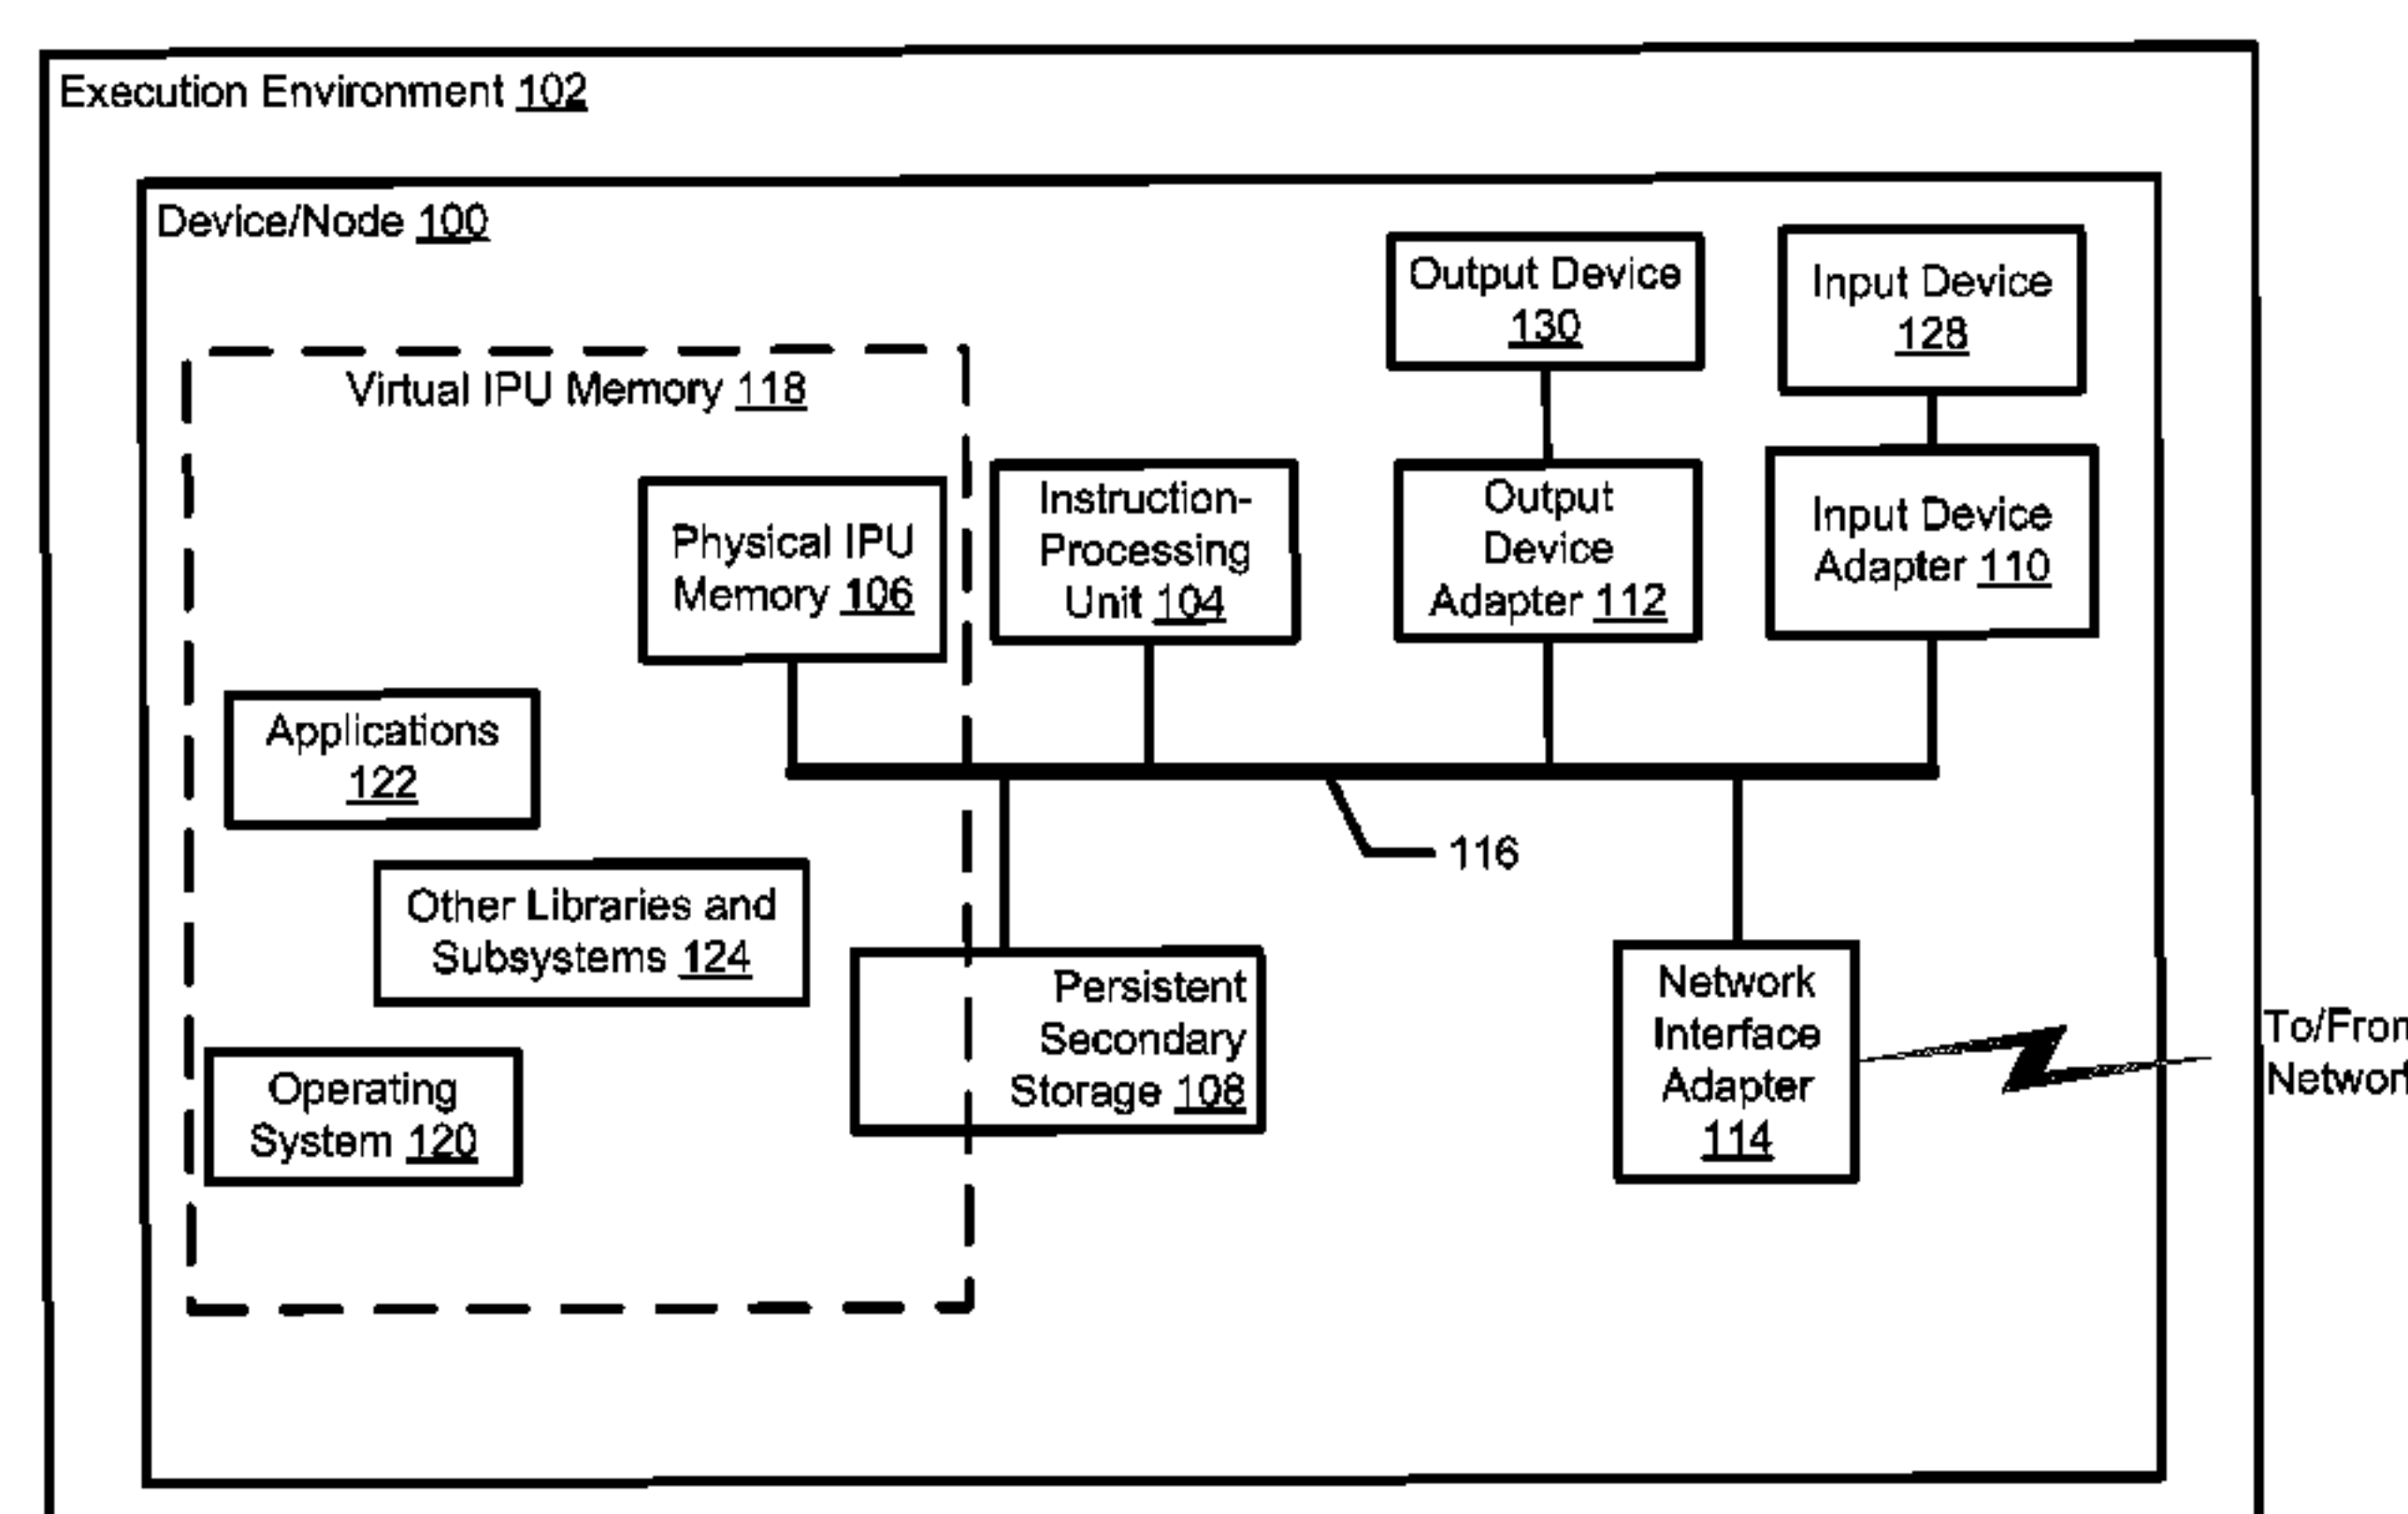 Execution Environment 102
Device/Node 100
Output Device
130
Input Device
128
Virtual IPU Memory 118
Physical IPU
Memory 106
Instruction-
Processing
Unit 104
Output
Device
Adapter 112
Input Device
Adapter 110
Applications
122
116
Other Libraries and
Subsystems 124
Persistent
Secondary
Storage 108
Network
Interface
Adapter
114
Operating
System 120